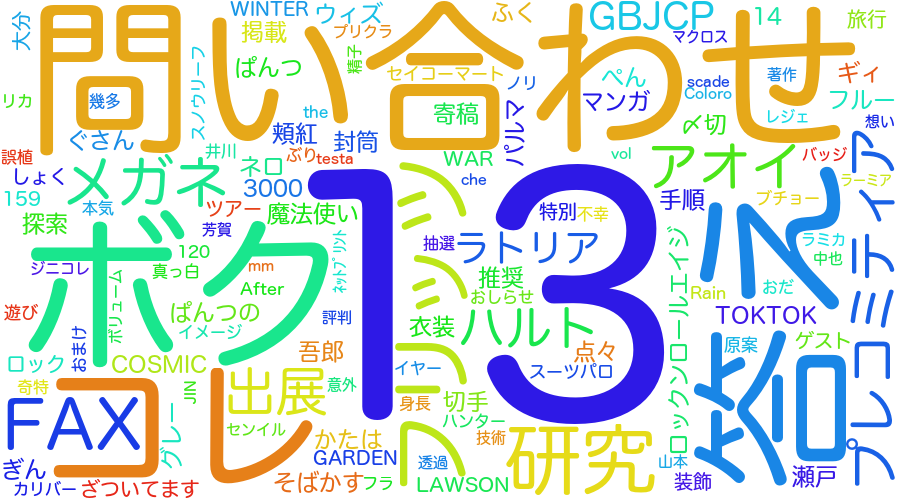 WINTER
ウィズ
ふく
GBJCP
14
旅行
大分
掲載
プリクラ
マクロス
問い合わせ
スノウリーフ
ぱんつ
精子
セイコーマート
ノリ
ぺん
scade
著作
ギィ
リカ
幾多
the
寄稿
パルマ
マンガ
Coloro
レジェ
フルー
ぐさん
頬紅
封筒
〆切
想い
誤植
井川
ネロ
ぶり
testa
WAR
vol
アオイ
バッジ
しょく
メガネ
3000
che
手順
ラーミア
159
本気
ツアー
魔法使い
ミミ
13
特別
不幸
ブチョー
え
コミティア
探索
芳賀
抽選
ラトリア
ラミカ
ボク
120
ネットプリント
推奨
中也
ジニコレ
真っ白
mm
After
おしらせ
Rain
おだ
遊び
ボリューム
ぱんつの
評判
衣装
ハルト
ロックンロールエイジ
TOKTOK
おまけ
イメージ
吾郎
点々
原案
ゲスト
ロック
COSMIC
意外
イヤー
スーツパロ
答
プレ
奇特
JIN
出展
身長
切手
FAX
コレ
グレー
センイル
かたは
ハンター
技術
研究
ぎん
GARDEN
透過
山本
瀬戸
カリバー
ざついてます
そばかす
フラ
LAWSON
装飾